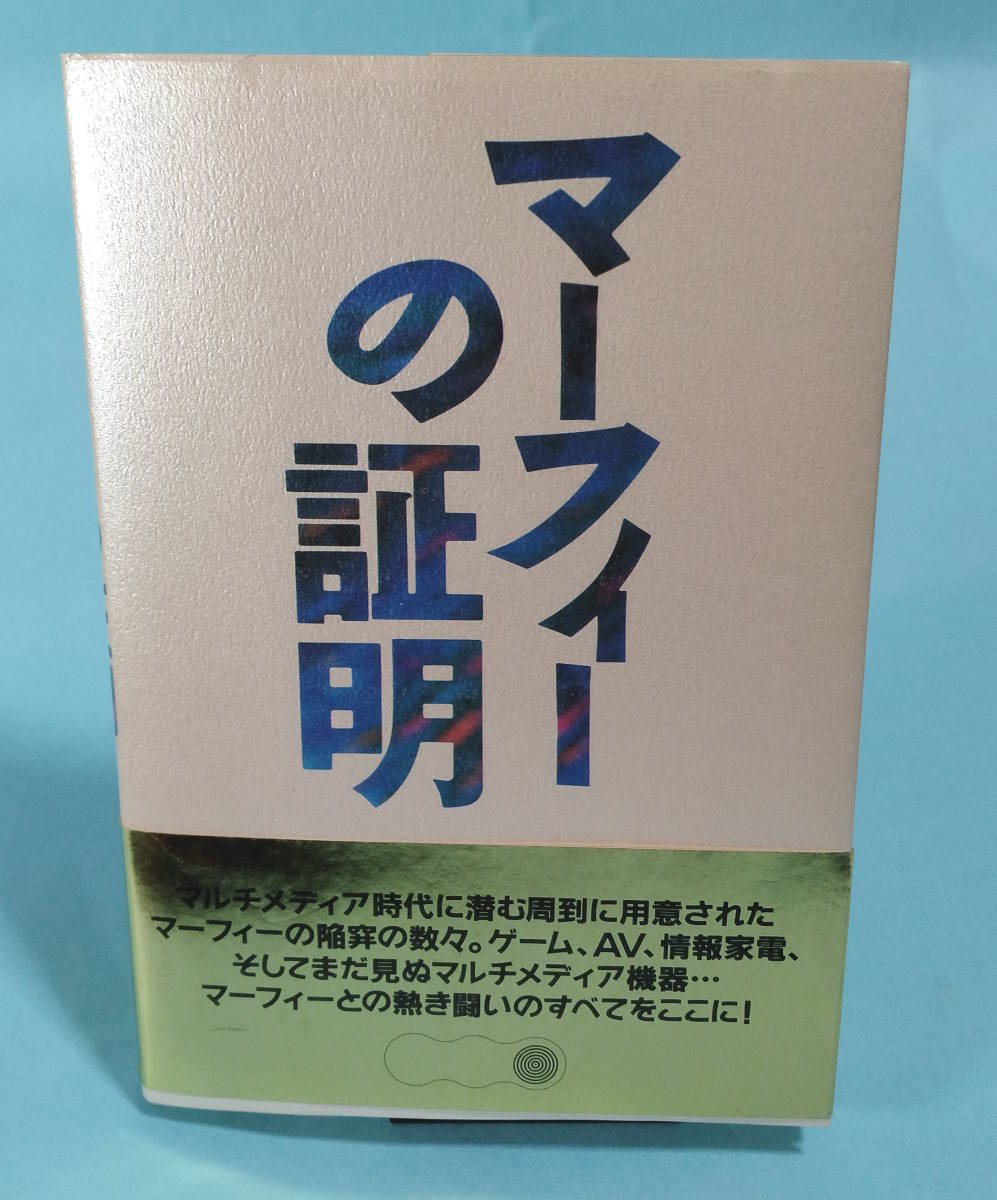 マーフィー
の証明
マルチメディア時代に潜む周到に用意された
マーフィーの陥穽の数々。ゲーム、AV、情報家電、
そしてまだ見ぬマルチメディア機器…
マーフィーとの熱き闘いのすべてをここに!